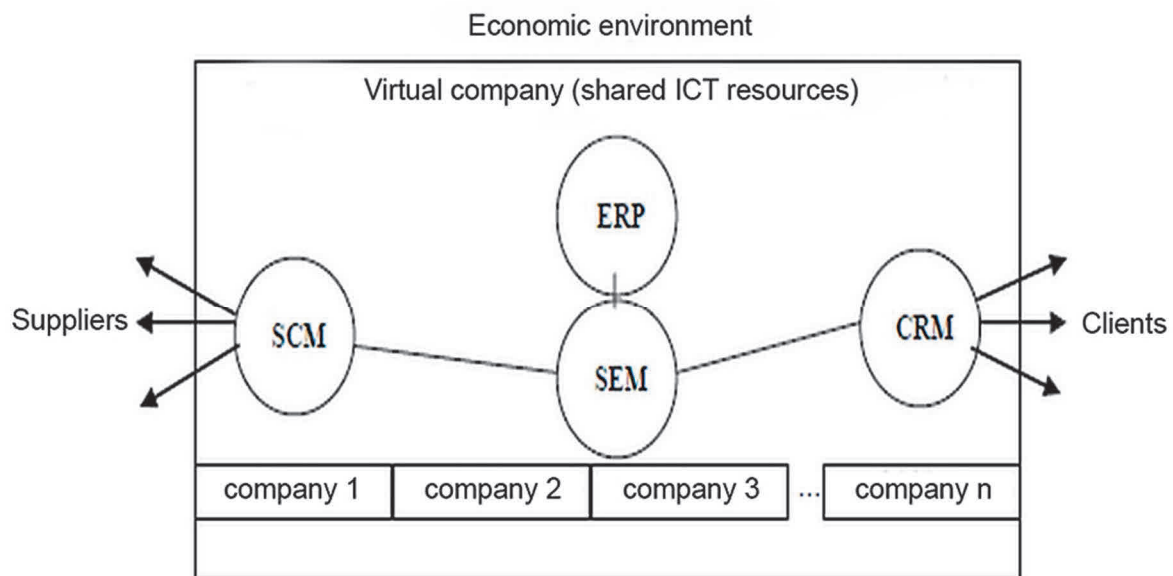 Economic environment
Virtual company (shared ICT resources)
ERP
Suppliers
SCM
SEM
CRM
Clients
company 1
company 2
company 3
...
company n